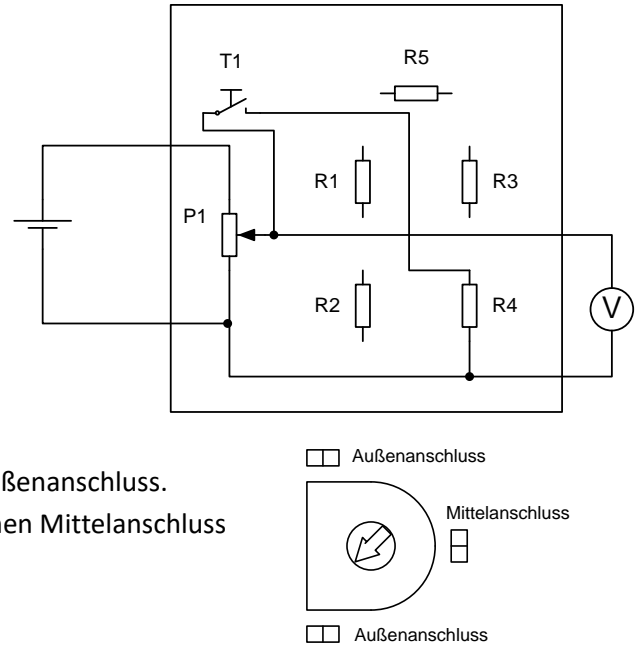 T1
R5
R1
R3
P1
R2
R4
V
Außenanschluss
ßenanschluss.
Mittelanschluss
nen Mittelanschluss
Außenanschluss